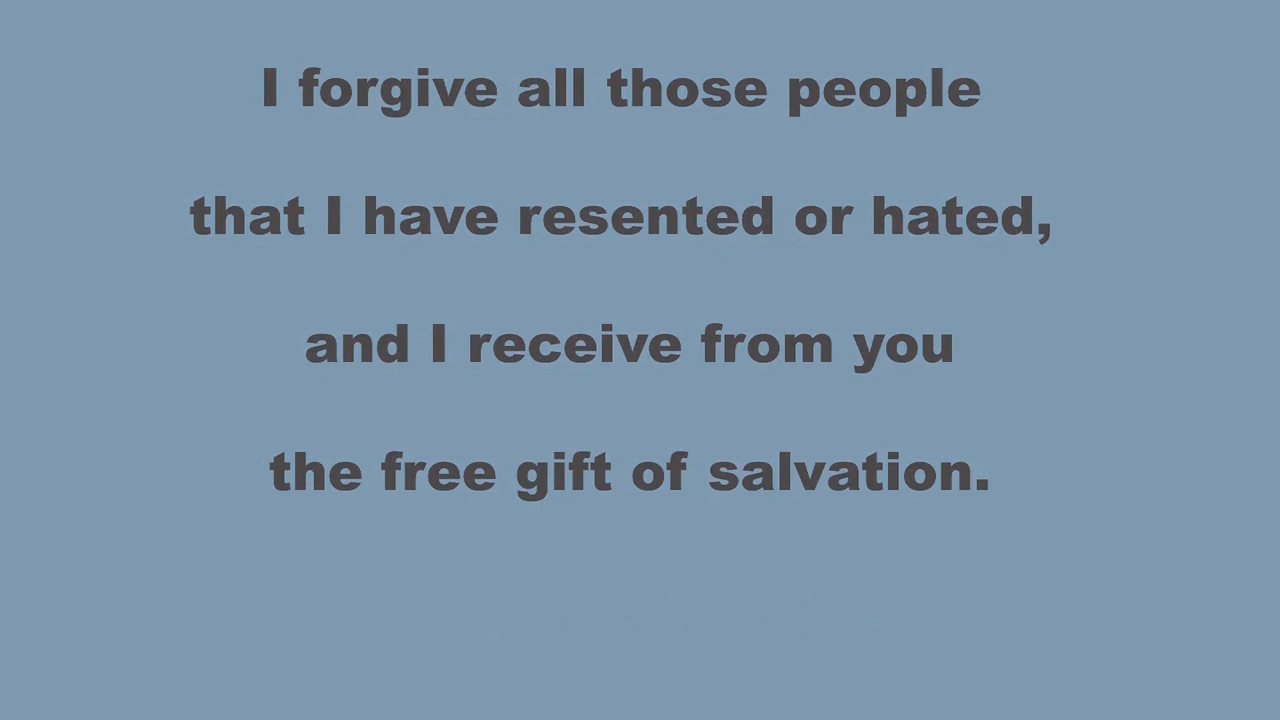 I forgive all those people
that I have resented or hated,
and I receive from you
the free gift of salvation.